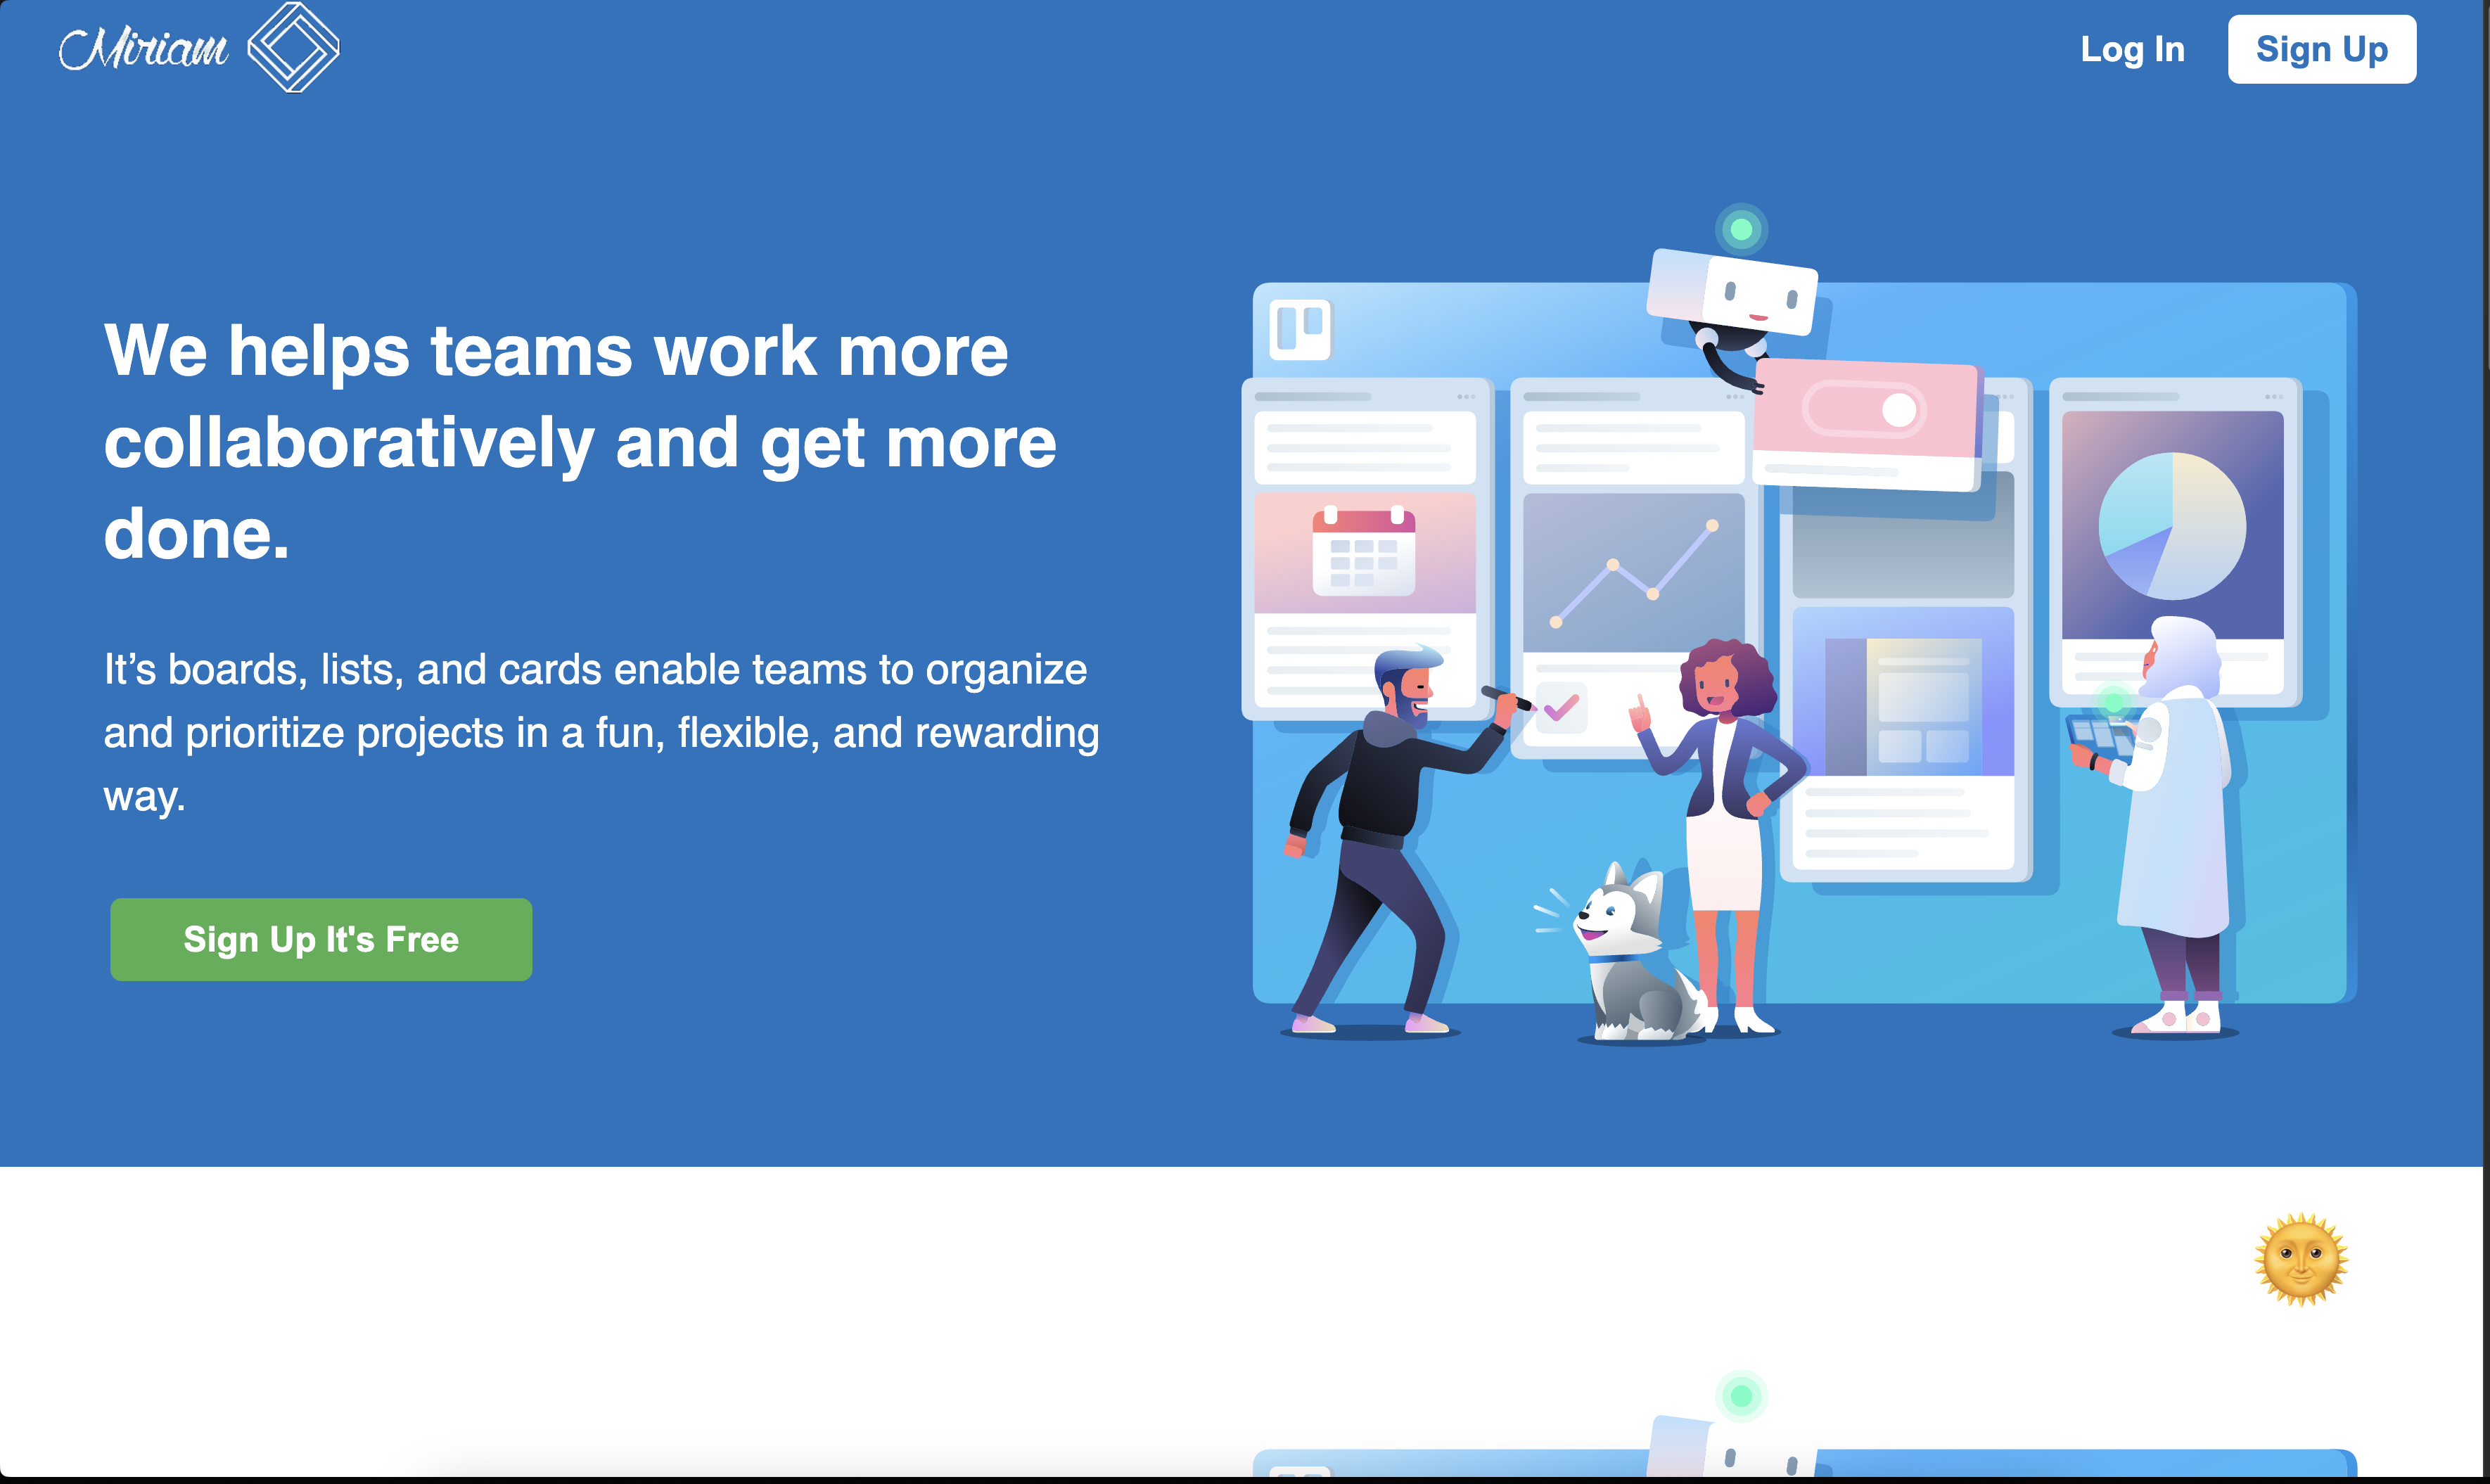 Miriam
Log In
Sign Up
We helps teams work more
collaboratively and get more
done.
It’s boards, lists, and cards enable teams to organize
and prioritize projects in a fun, flexible, and rewarding
way.
Sign Up It's Free